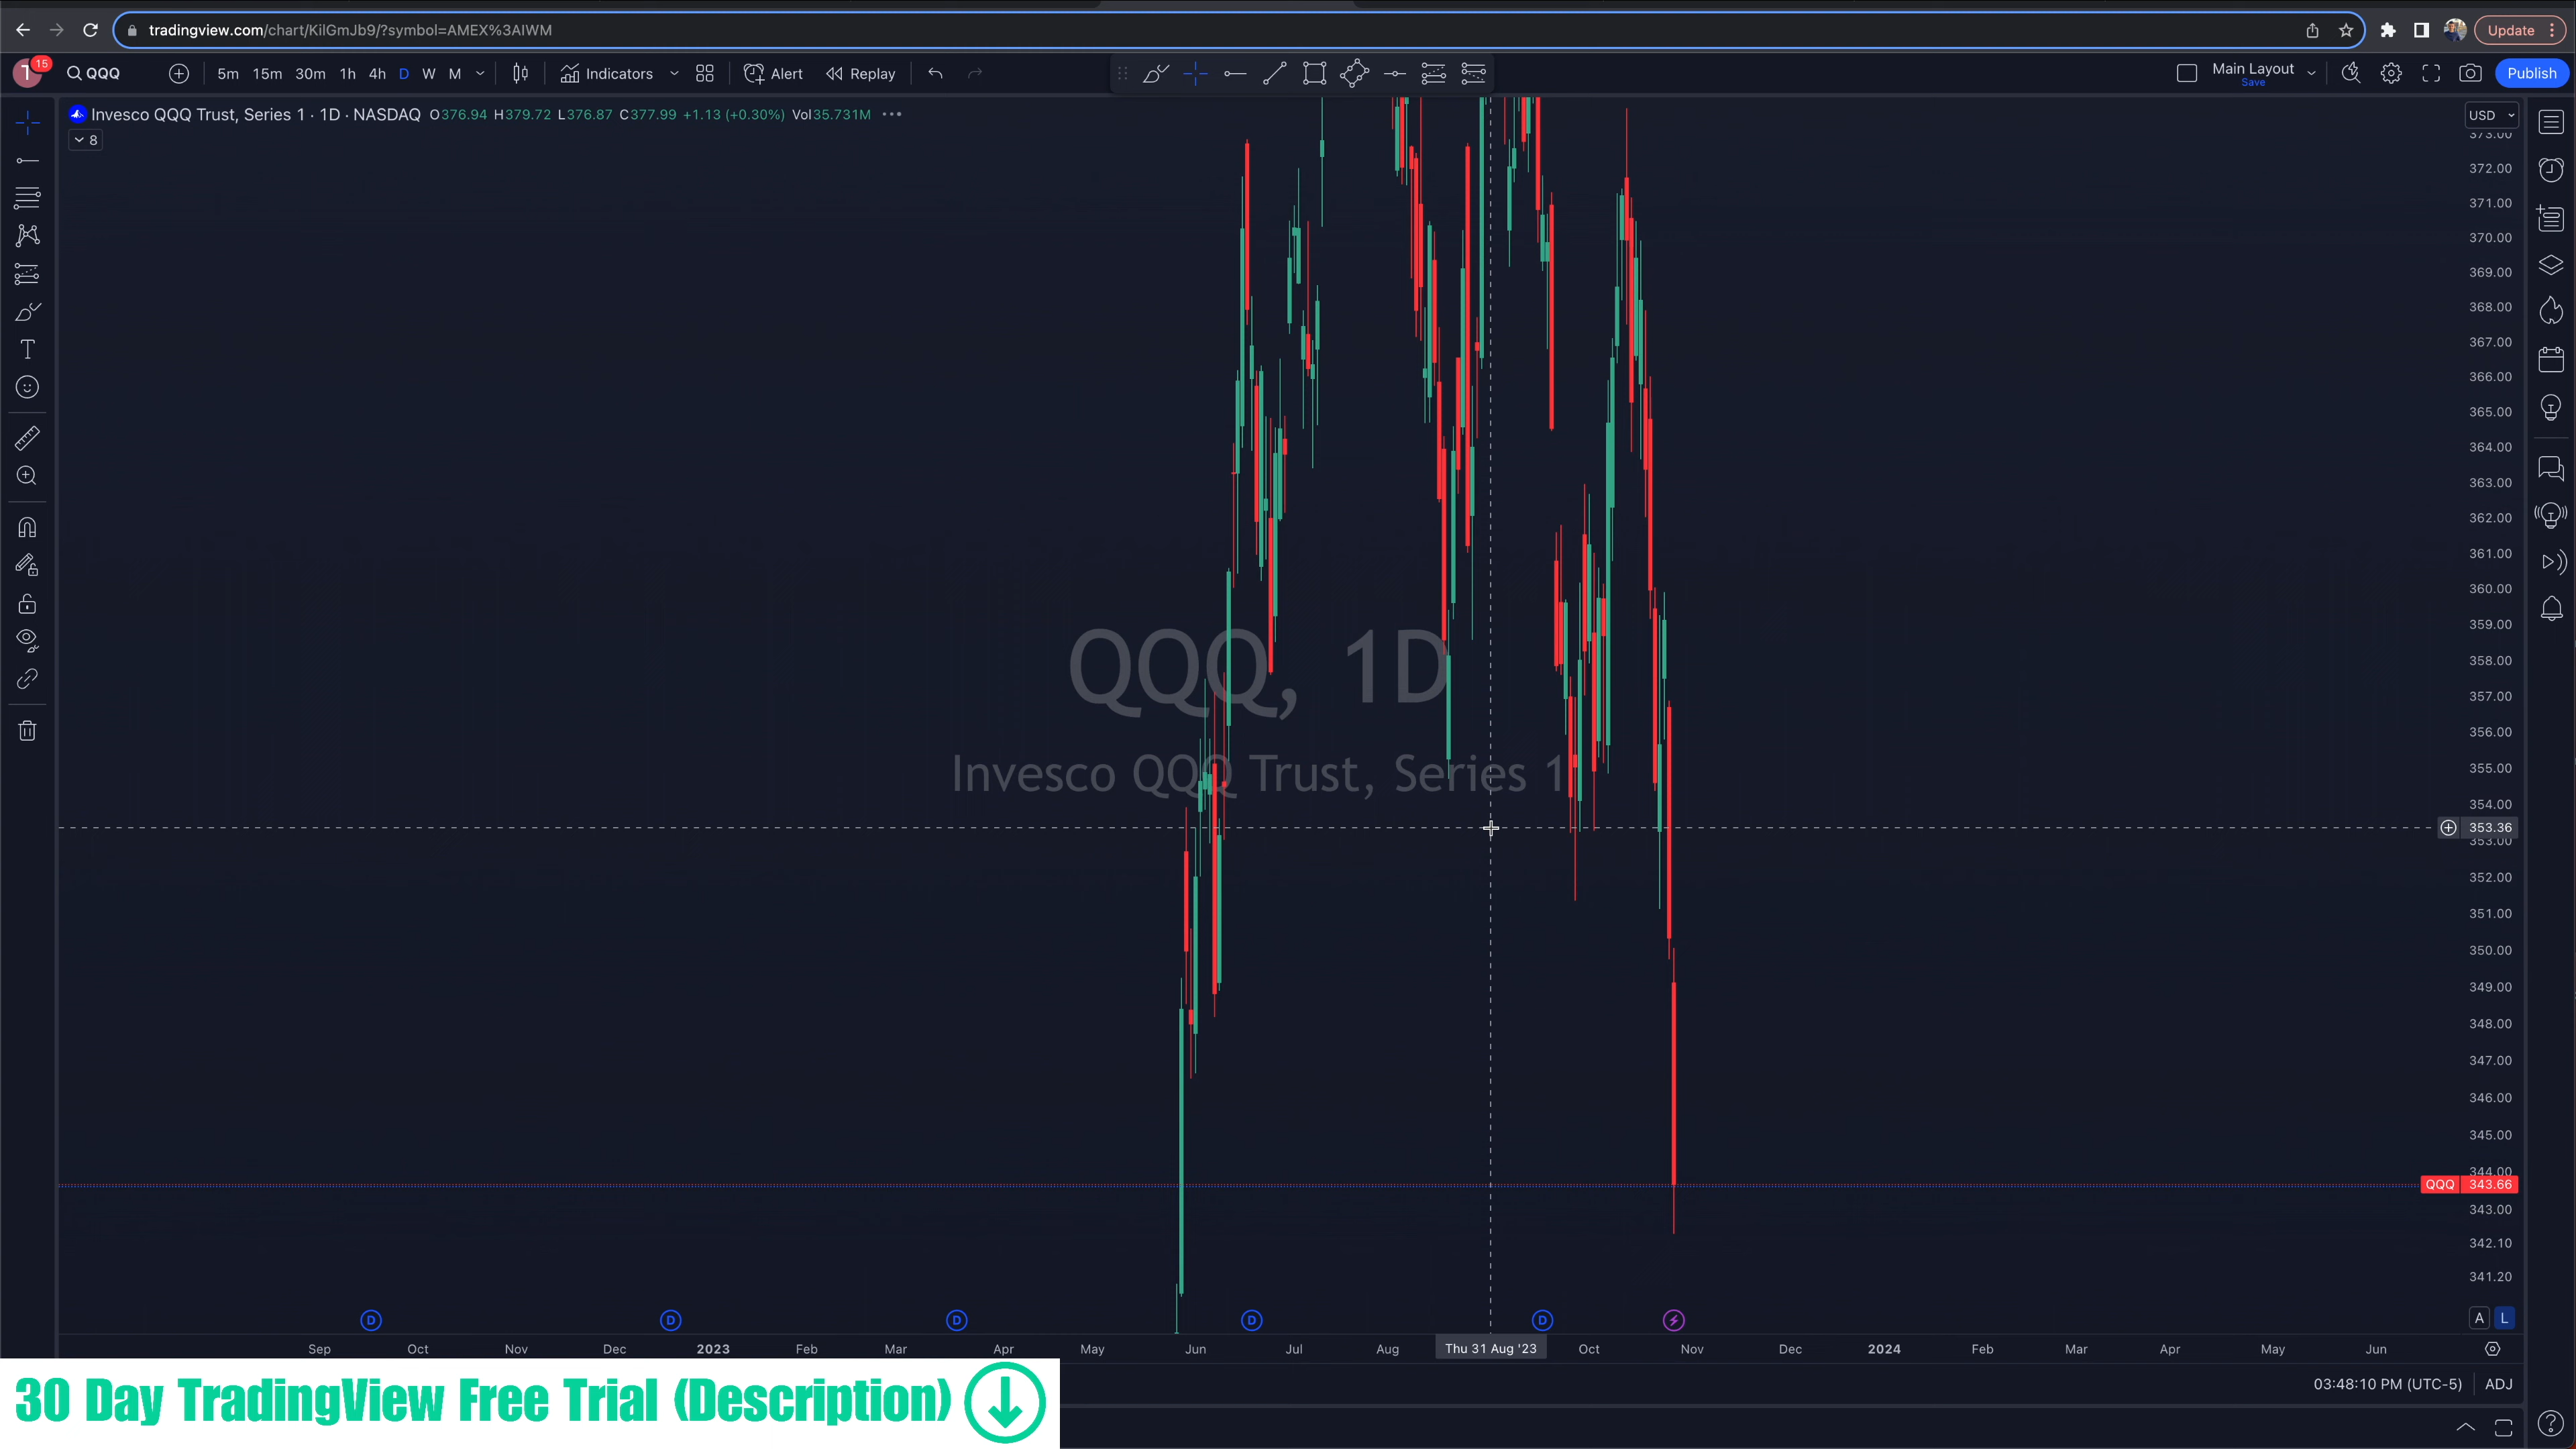 tradingview.com/chart/KilGmJb9/?symbol=AMEX%3AIWM
Update
15
T
QQQ
5m 15m 30m 1h 4h D W M
Indicators
Alert
Replay
Main Layout
Save
Publish
Invesco QQQ Trust, Series 1 · 1D · NASDAQ O376.94 H379.72 L376.87 C377.99 +1.13 (+0.30%) Vol35.731M
8
USD
373.00
372.00
371.00
370.00
369.00
368.00
367.00
366.00
365.00
364.00
363.00
362.00
361.00
360.00
359.00
358.00
357.00
356.00
355.00
354.00
353.36
353.00
352.00
351.00
350.00
349.00
348.00
347.00
346.00
345.00
344.00
QQQ 343.66
343.00
342.10
341.20
QQQ, 1D
Invesco QQQ Trust, Series 1
D D D D D
A L
Sep Oct Nov Dec 2023 Feb Mar Apr May Jun Jul Aug Thu 31 Aug '23 Oct Nov Dec 2024 Feb Mar Apr May Jun
03:48:10 PM (UTC-5) ADJ
30 Day TradingView Free Trial (Description)